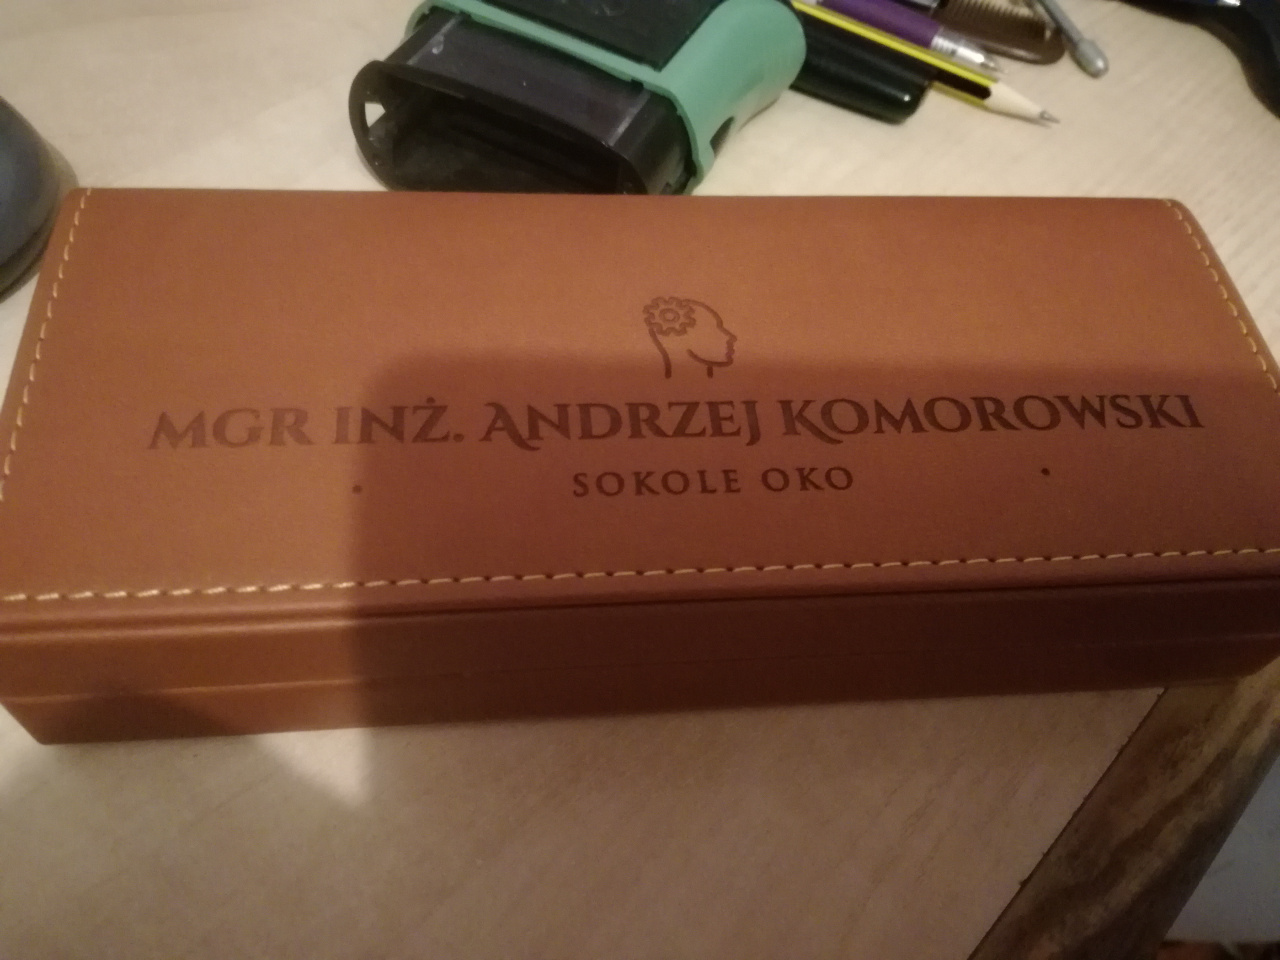 MGR INŻ. ANDRZEJ KOMOROWSKI
SOKOLE OKO